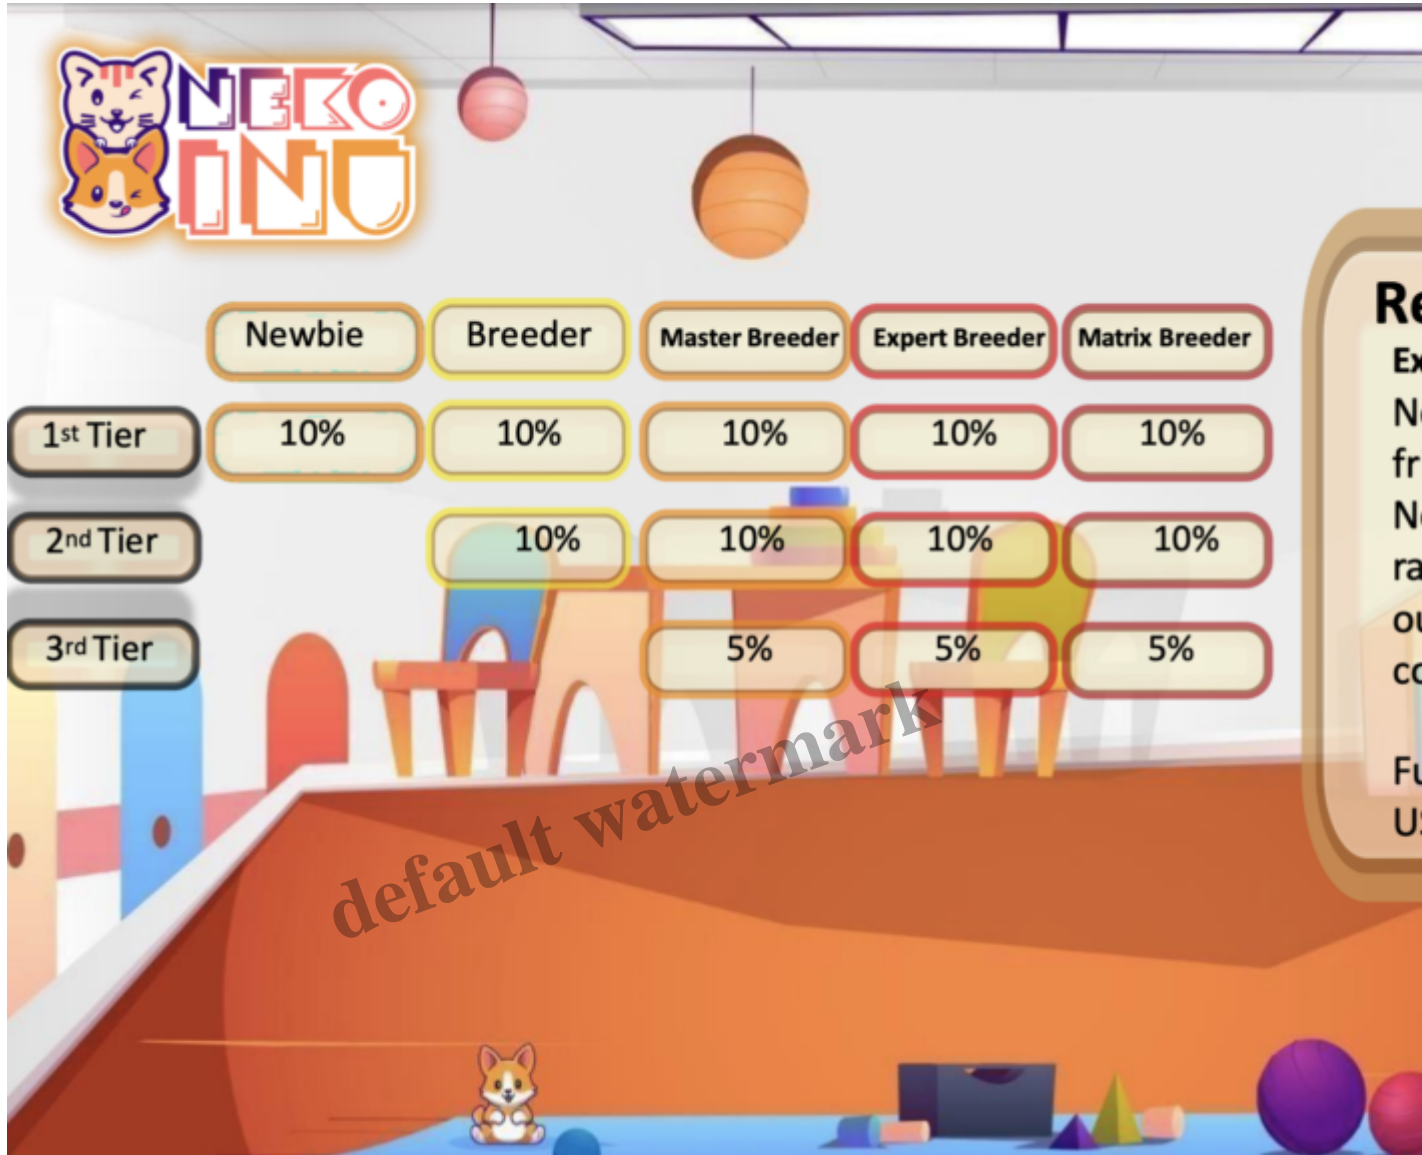 NEKO
INU
Newbie Breeder Master Breeder Expert Breeder Matrix Breeder
1st Tier 10% 10% 10% 10% 10%
2nd Tier 10% 10% 10% 10%
3rd Tier 5% 5% 5%
default watermark